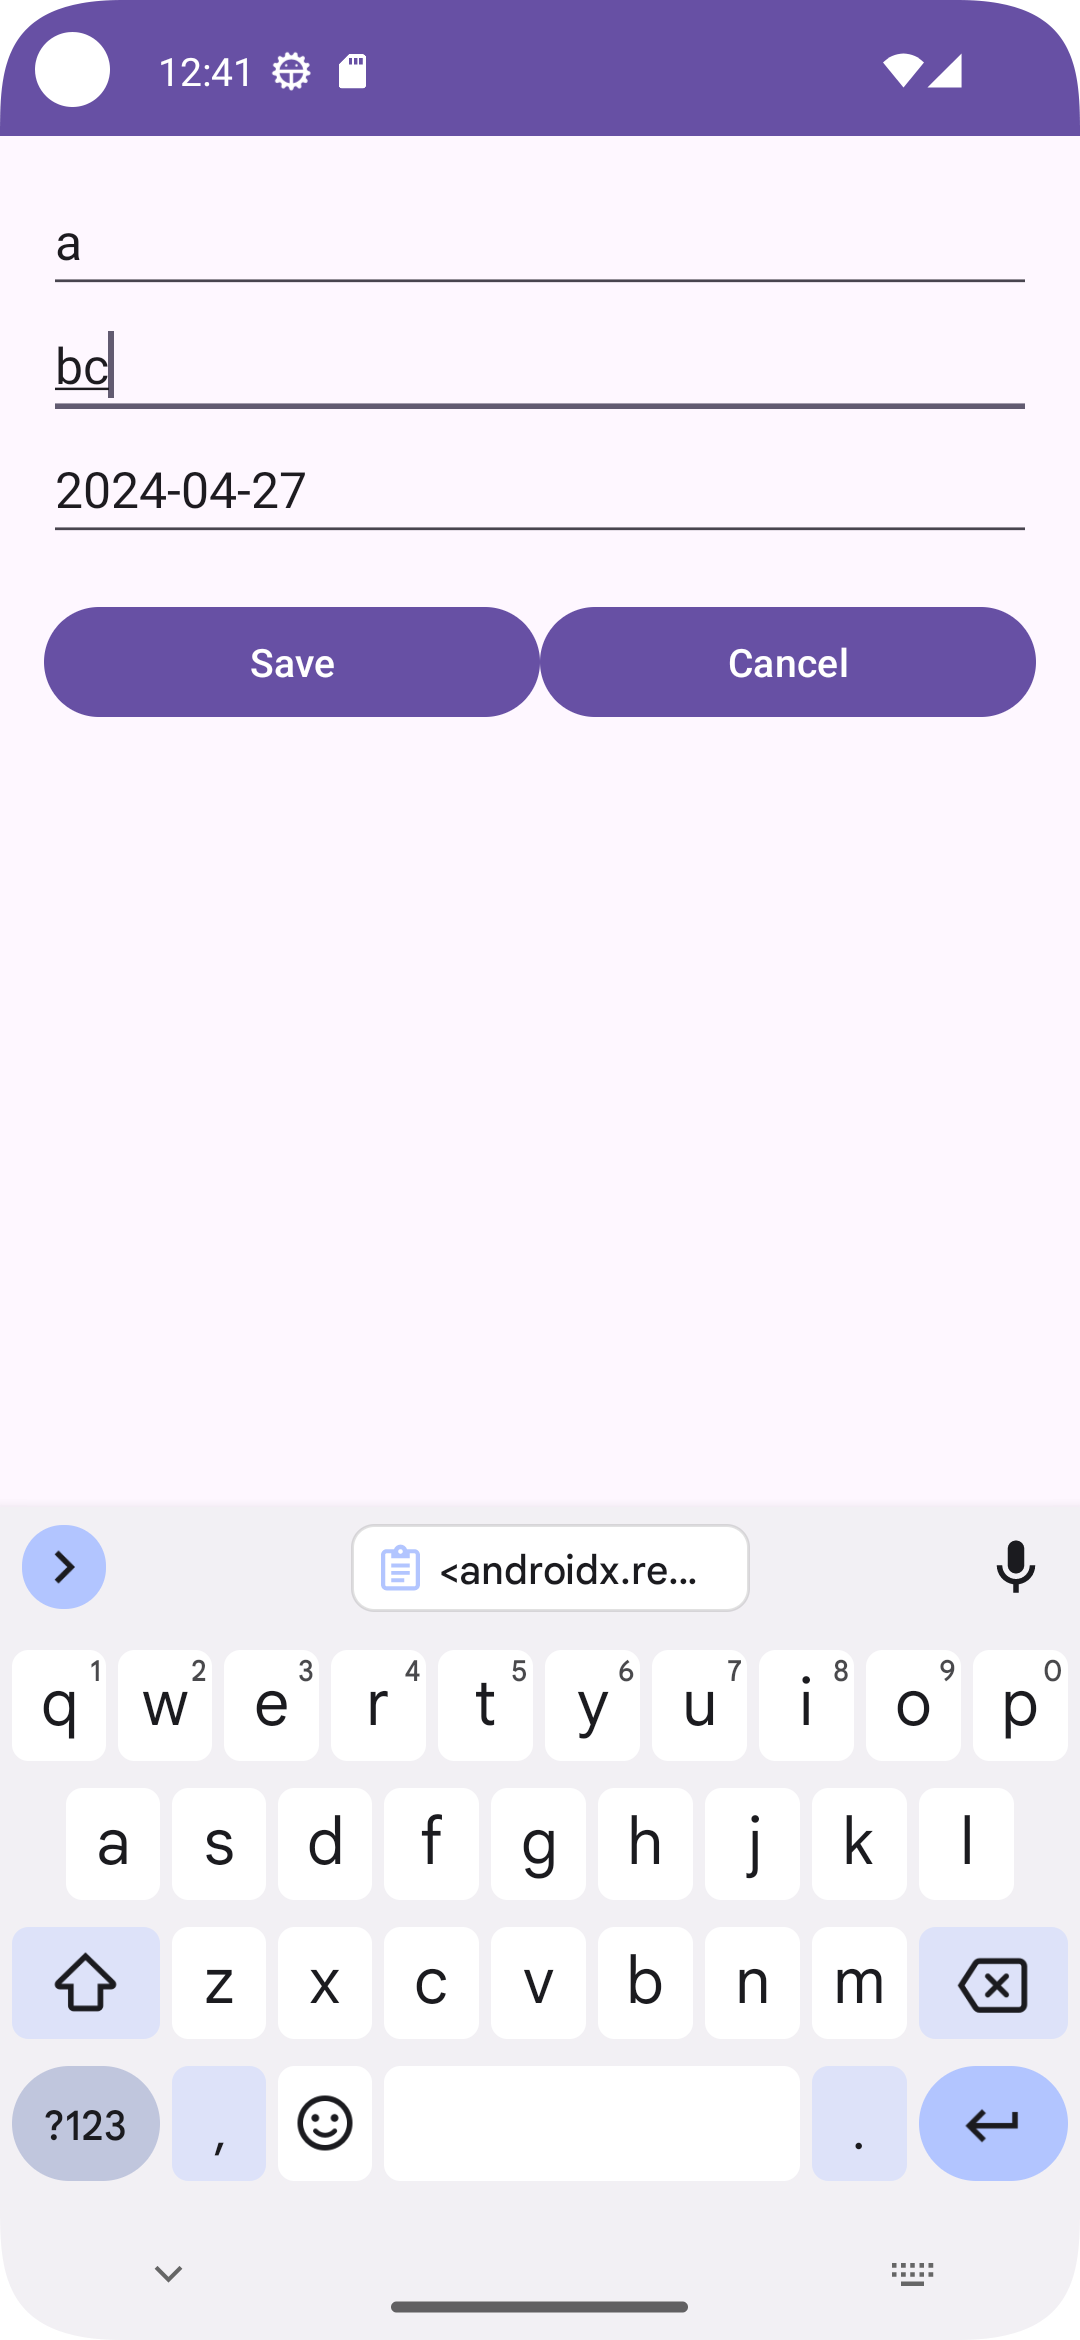 12:41
a
bc
2024-04-27
Save Cancel
<androidx.re...
q 1 w 2 e 3 r 4 t 5 y 6 u 7 i 8 o 9 p 0
a s d f g h j k l
z x c v b n m
?123 , .